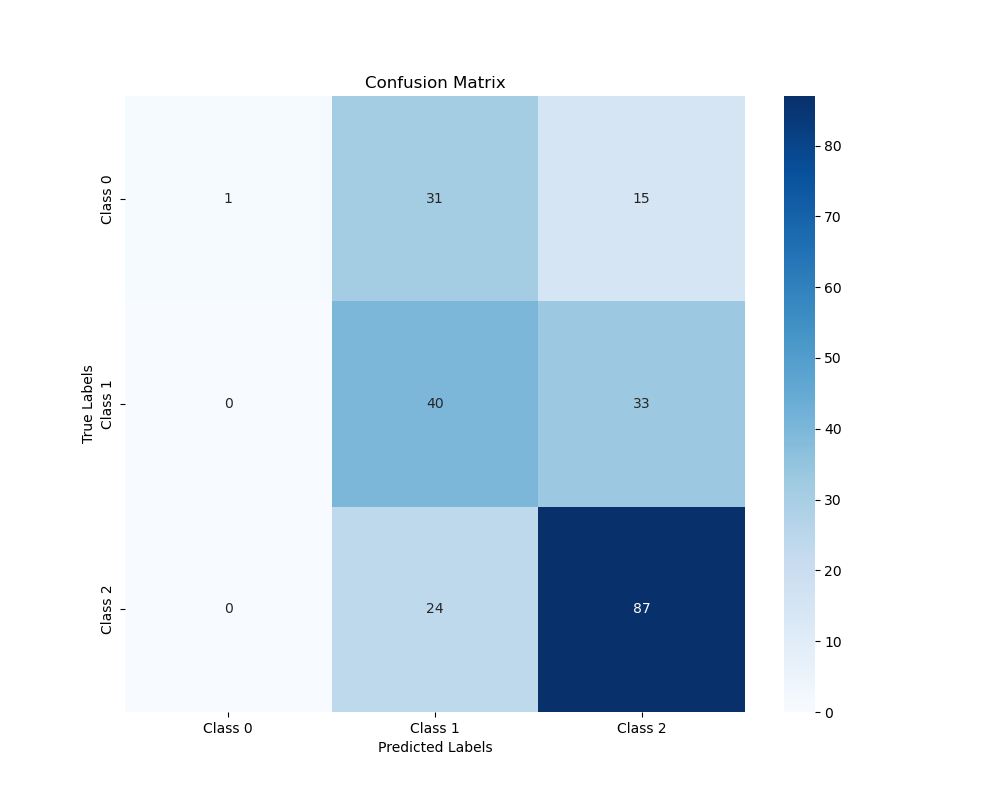 Confusion Matrix
True Labels
Class 0
Class 1
Class 2
1 31 15
0 40 33
0 24 87
Class 0 Class 1 Class 2
Predicted Labels
80
70
60
50
40
30
20
10
0